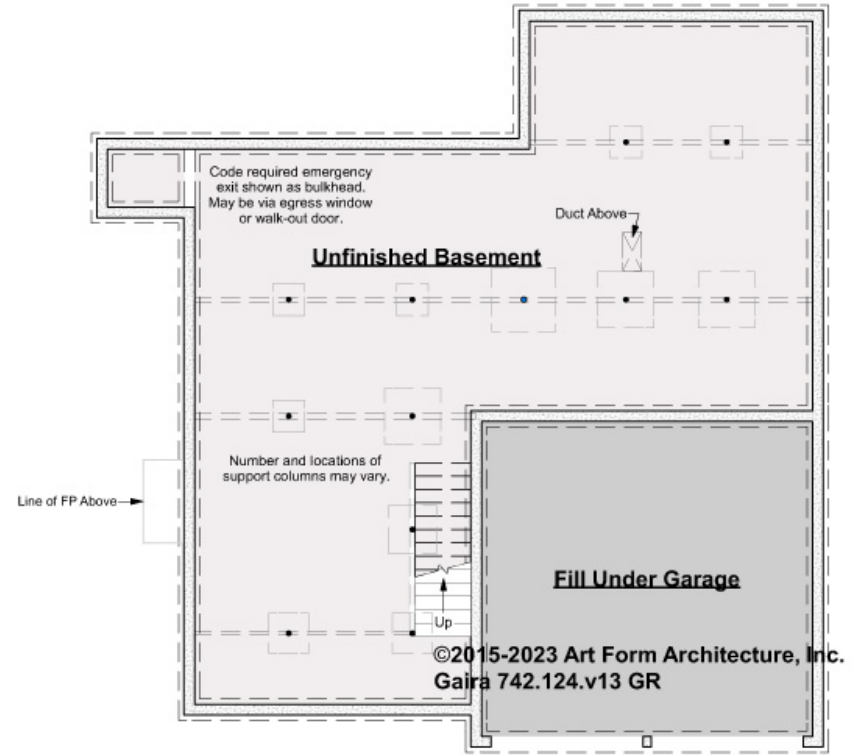 Code required emergency
exit shown as bulkhead.
May be via egress window
or walk-out door.
Duct Above
Unfinished Basement
Number and locations of
support columns may vary.
Line of FP Above
Fill Under Garage
Up
©2015-2023 Art Form Architecture, Inc.
Gaira 742.124.v13 GR